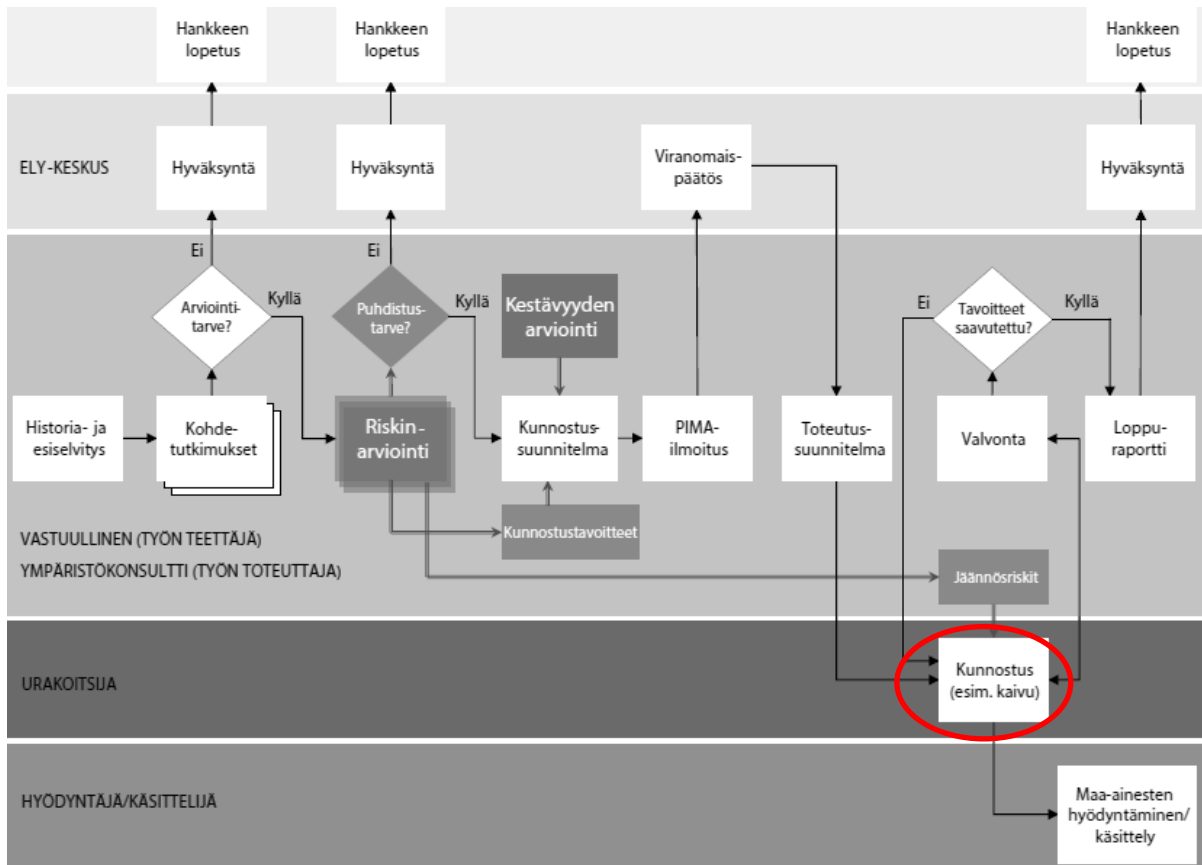 Hankkeen
lopetus
Hankkeen
lopetus
Hankkeen
lopetus
ELY-KESKUS
Hyväksyntä
Hyväksyntä
Viranomais-
päätös
Hyväksyntä
Ei
Ei
Arviointi-
tarve?
Kyllä
Puhdistus-
tarve?
Kyllä
Kestävyyden
arviointi
Ei
Tavoitteet
saavutettu?
Kyllä
Historia- ja
esiselvitys
Kohde-
tutkimukset
Riskin-
arviointi
Kunnostus-
suunnitelma
PIMA-
ilmoitus
Toteutus-
suunnitelma
Valvonta
Loppu-
raportti
Kunnostustavoitteet
VASTUULLINEN (TYÖN TEETTÄJÄ)
YMPÄRISTÖKONSULTTI (TYÖN TOTEUTTAJA)
Jäännösriskit
URAKOITSIJA
Kunnostus
(esim. kaivu)
HYÖDYNTÄJÄ/KÄSITTELIJÄ
Maa-ainesten
hyödyntäminen/
käsittely